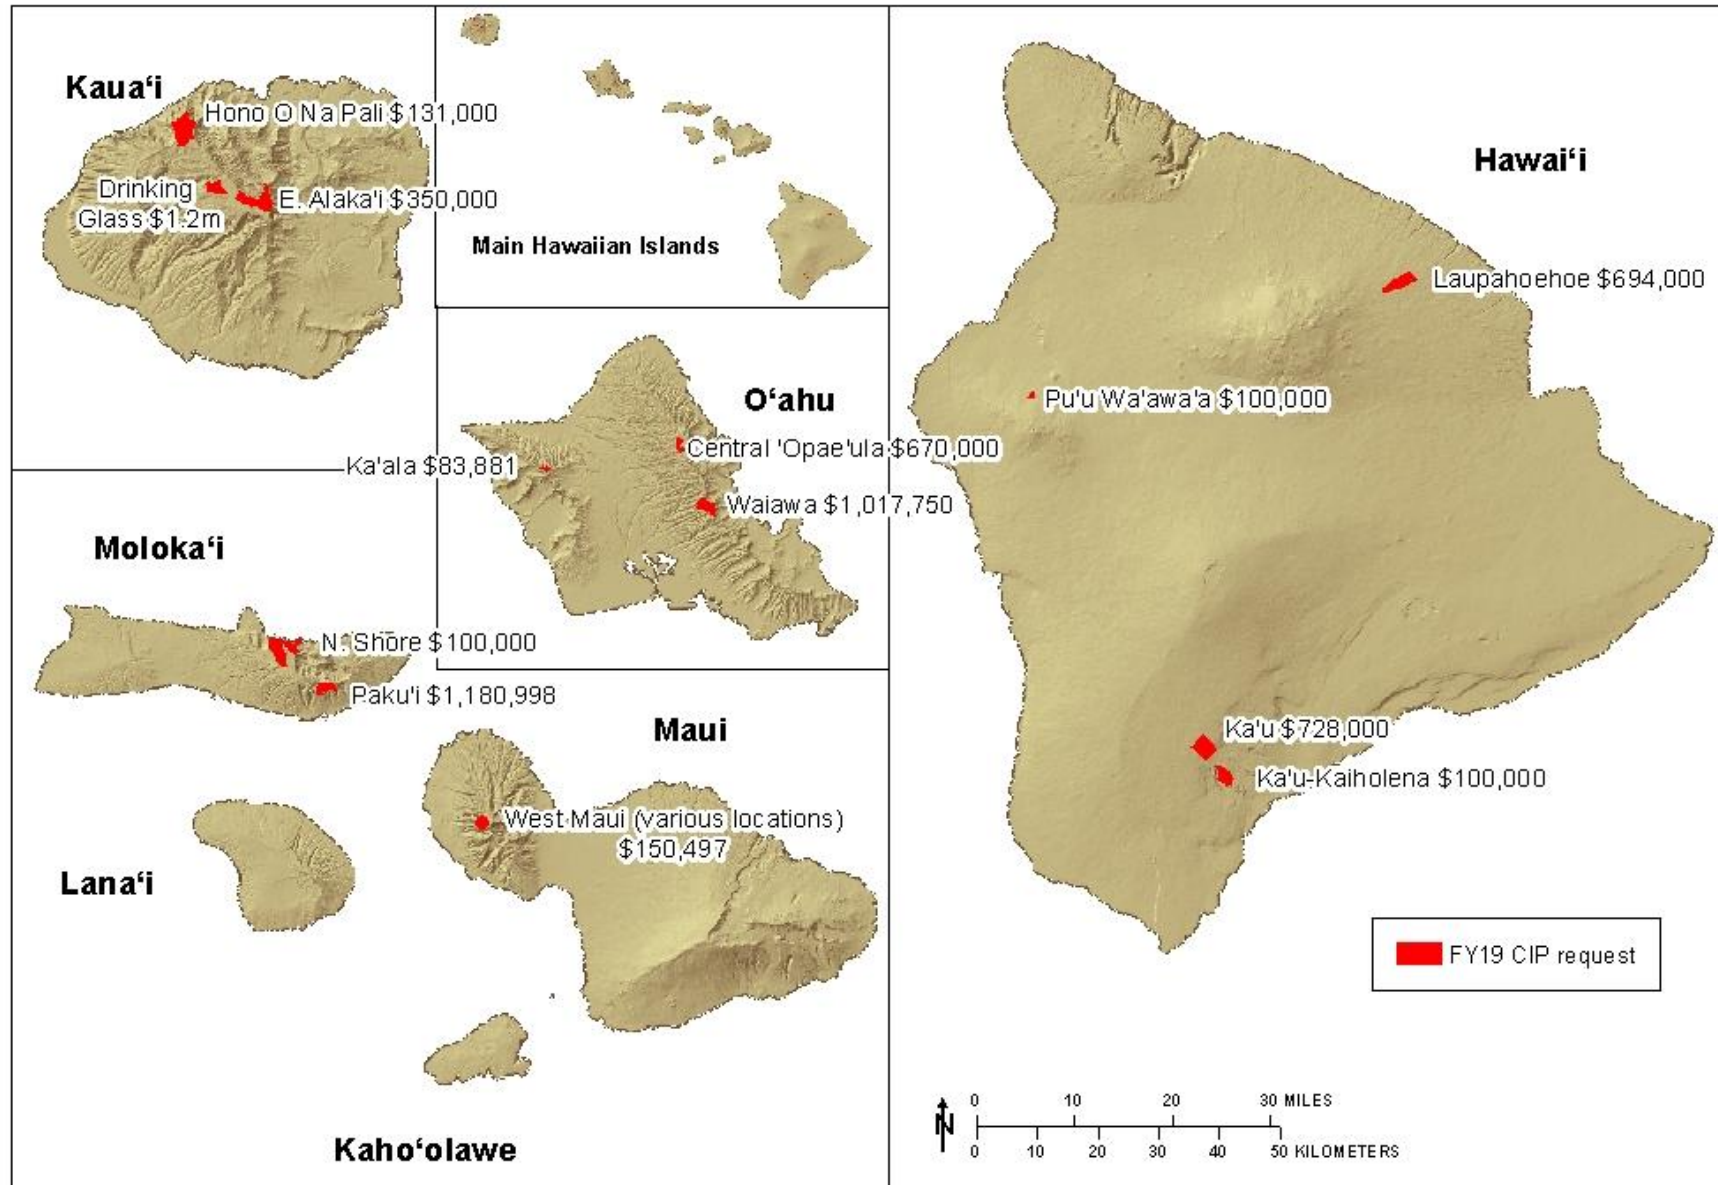 Kauaʻi
Hono O Na Pali $131,000
Drinking
Glass $1.2m
E. Alaka'i $350,000
Main Hawaiian Islands
Hawaiʻi
Laupahoehoe $694,000
Pu'u Wa'awa'a $100,000
Ka'u $728,000
Ka'u-Kaiholena $100,000
Oʻahu
Central 'Opae'ula $670,000
Ka'ala $83,881
Waiawa $1,017,750
Molokaʻi
N. Shore $100,000
Paku'i $1,180,998
Maui
West Maui (various locations)
$150,497
Lanaʻi
Kahoʻolawe
FY19 CIP request
N
0 10 20 30 MILES
0 10 20 30 40 50 KILOMETERS